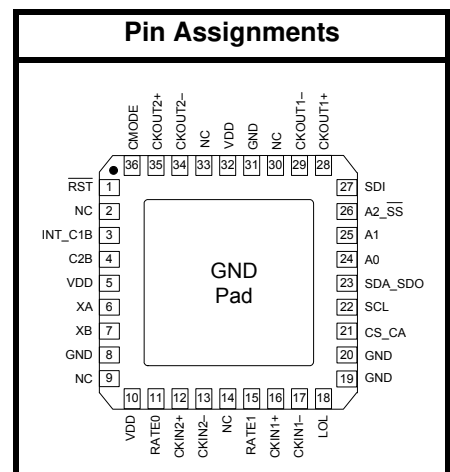 Pin Assignments
CMODE
CKOUT2+
CKOUT2–
NC
VDD
GND
NC
CKOUT1–
CKOUT1+
36 35 34 33 32 31 30 29 28
RST 1
NC 2
INT_C1B 3
C2B 4
VDD 5
XA 6
XB 7
GND 8
NC 9
GND
Pad
27 SDI
26 A2_SS
25 A1
24 A0
23 SDA_SDO
22 SCL
21 CS_CA
20 GND
19 GND
10 11 12 13 14 15 16 17 18
VDD
RATE0
CKIN2+
CKIN2–
NC
RATE1
CKIN1+
CKIN1–
LOL